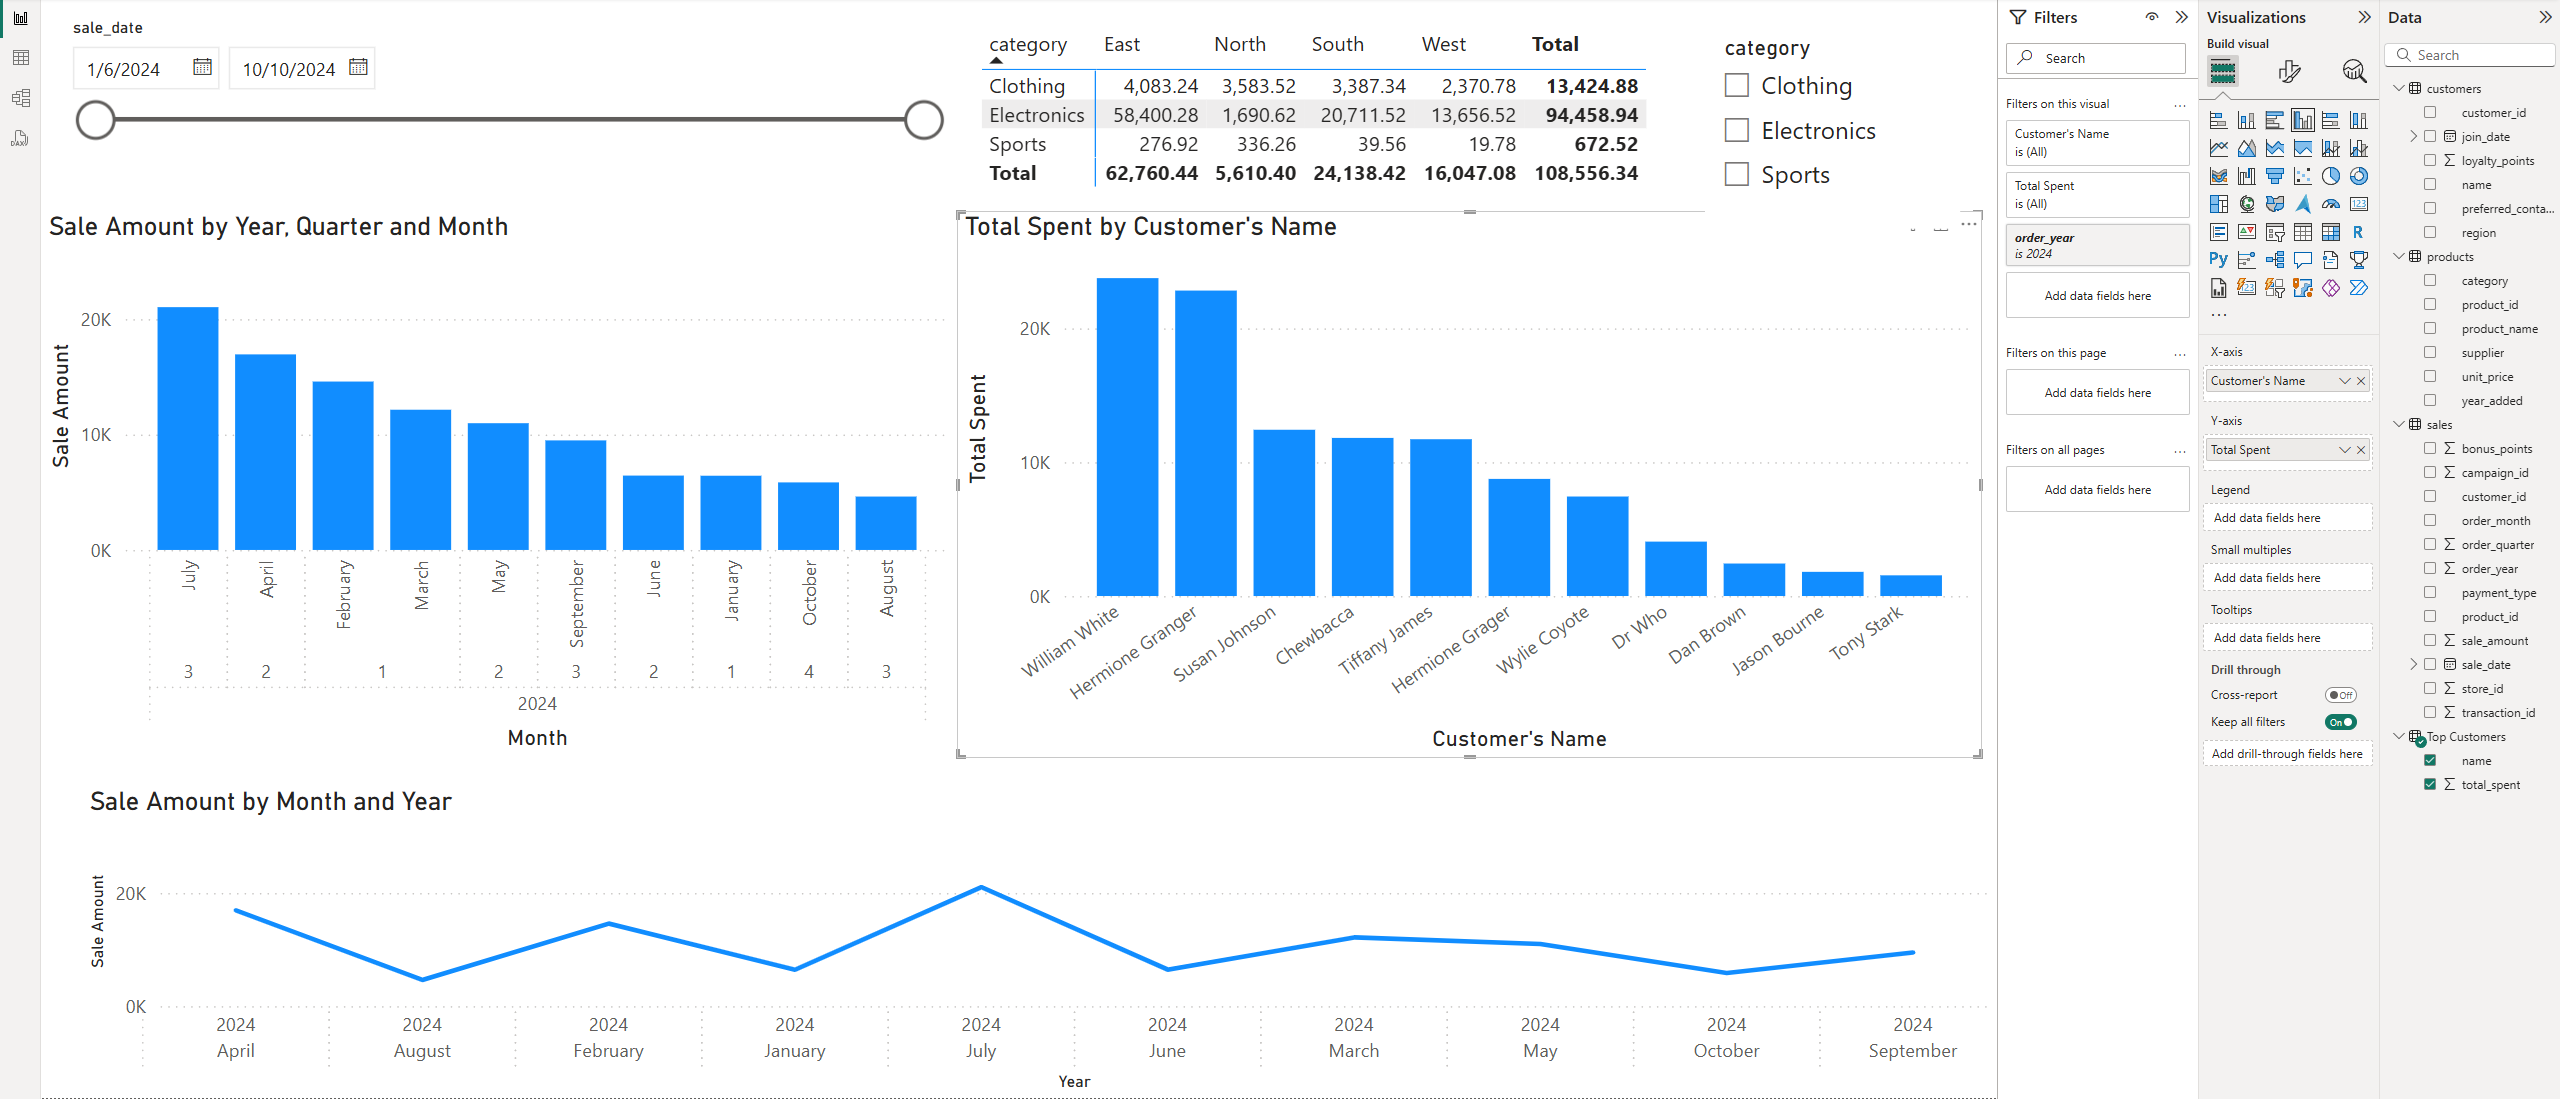 sale_date
1/6/2024
10/10/2024
category East North South West Total
Clothing 4,083.24 3,583.52 3,387.34 2,370.78 13,424.88
Electronics 58,400.28 1,690.62 20,711.52 13,656.52 94,458.94
Sports 276.92 336.26 39.56 19.78 672.52
Total 62,760.44 5,610.40 24,138.42 16,047.08 108,556.34
category
Clothing
Electronics
Sports
Sale Amount by Year, Quarter and Month
Sale Amount
20K
10K
0K
July April February March May September June January October August
3 2 1 2 3 2 1 4 3
2024
Month
Total Spent by Customer's Name
Total Spent
20K
10K
0K
William White
Hermione Granger
Susan Johnson
Chewbacca
Tiffany James
Hermione Grager
Wylie Coyote
Dr Who
Dan Brown
Jason Bourne
Tony Stark
Customer's Name
Sale Amount by Month and Year
Sale Amount
20K
0K
2024 2024 2024 2024 2024 2024 2024 2024 2024 2024
April August February January July June March May October September
Year
DAX
Filters
Search
Filters on this visual
Customer's Name
is (All)
Total Spent
is (All)
order_year
is 2024
Add data fields here
Filters on this page
Add data fields here
Filters on all pages
Add data fields here
Visualizations
Build visual
123
R
Py
123
X-axis
Customer's Name
Y-axis
Total Spent
Legend
Add data fields here
Small multiples
Add data fields here
Tooltips
Add data fields here
Drill through
Cross-report
Off
Keep all filters
On
Add drill-through fields here
Data
Search
customers
customer_id
join_date
loyalty_points
name
preferred_conta...
region
products
category
product_id
product_name
supplier
unit_price
year_added
sales
bonus_points
campaign_id
customer_id
order_month
order_quarter
order_year
payment_type
product_id
sale_amount
sale_date
store_id
transaction_id
Top Customers
name
total_spent